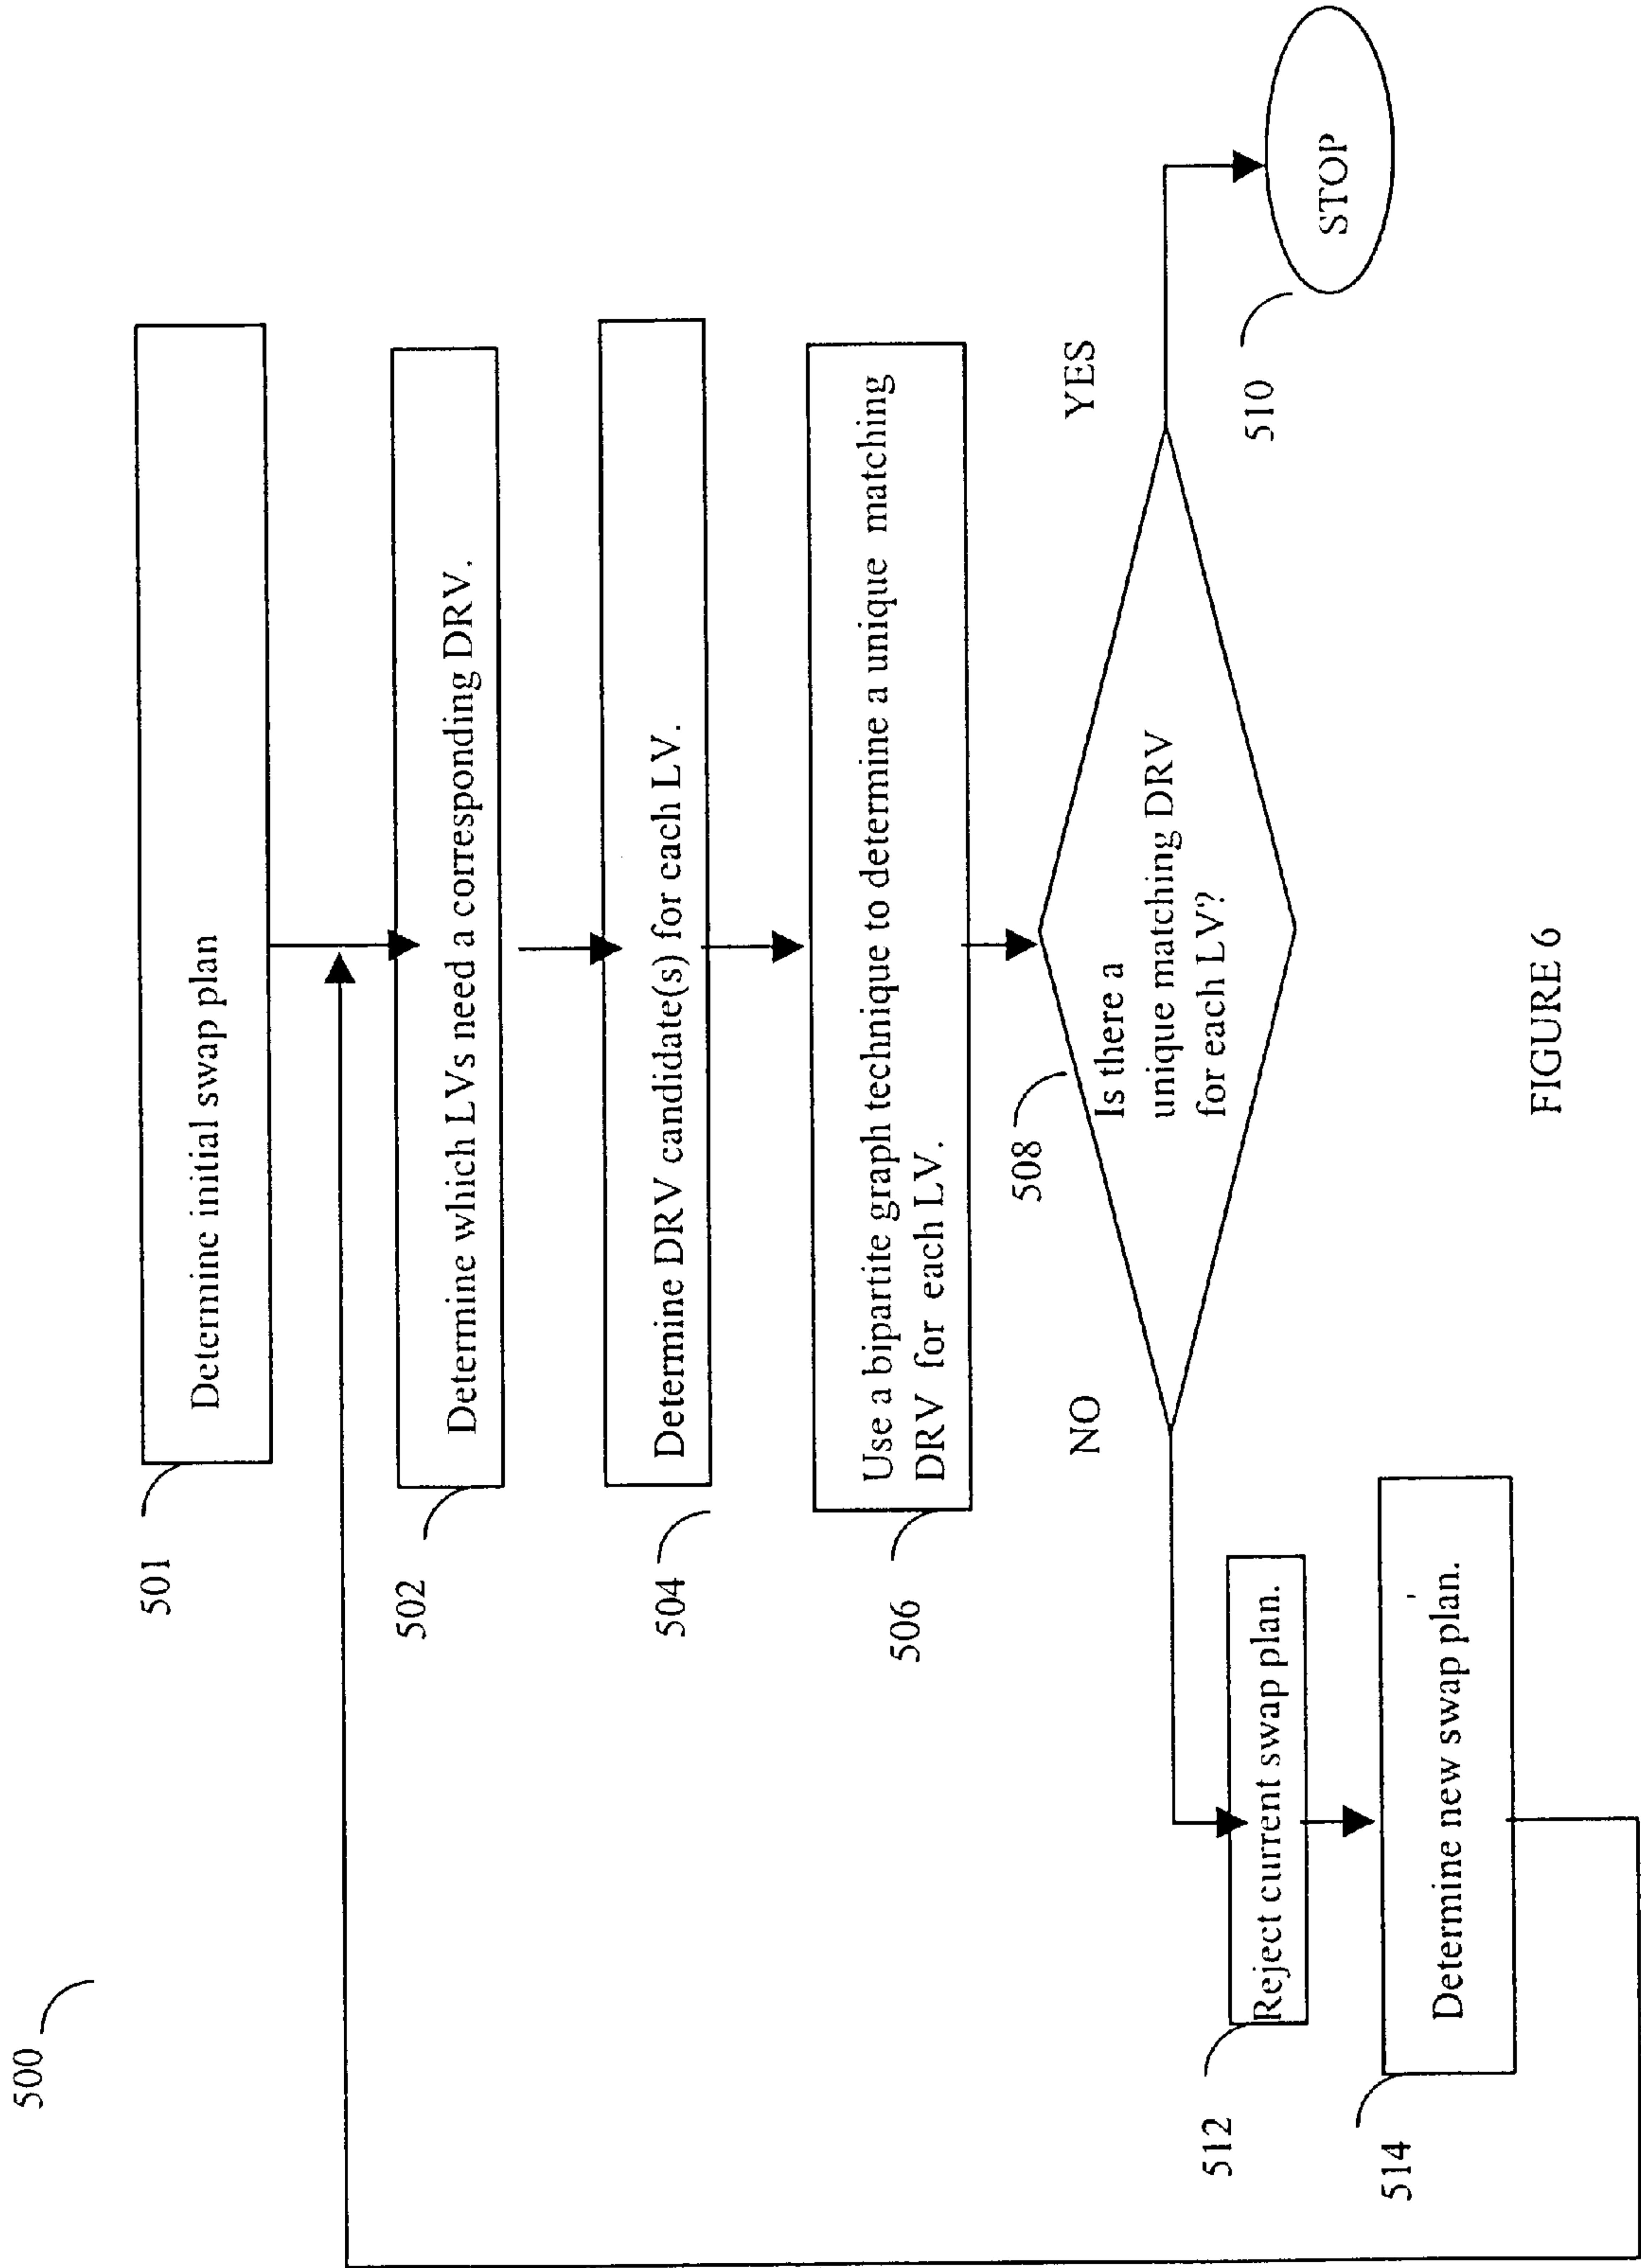 500
501
Determine initial swap plan
502
Determine which LVs need a corresponding DRV.
504
Determine DRV candidate(s) for each LV.
506
Use a bipartite graph technique to determine a unique matching
DRV for each LV.
508
NO
YES
Is there a
unique matching DRV
for each LV?
510
STOP
512
Reject current swap plan.
514
Determine new swap plan.
FIGURE 6